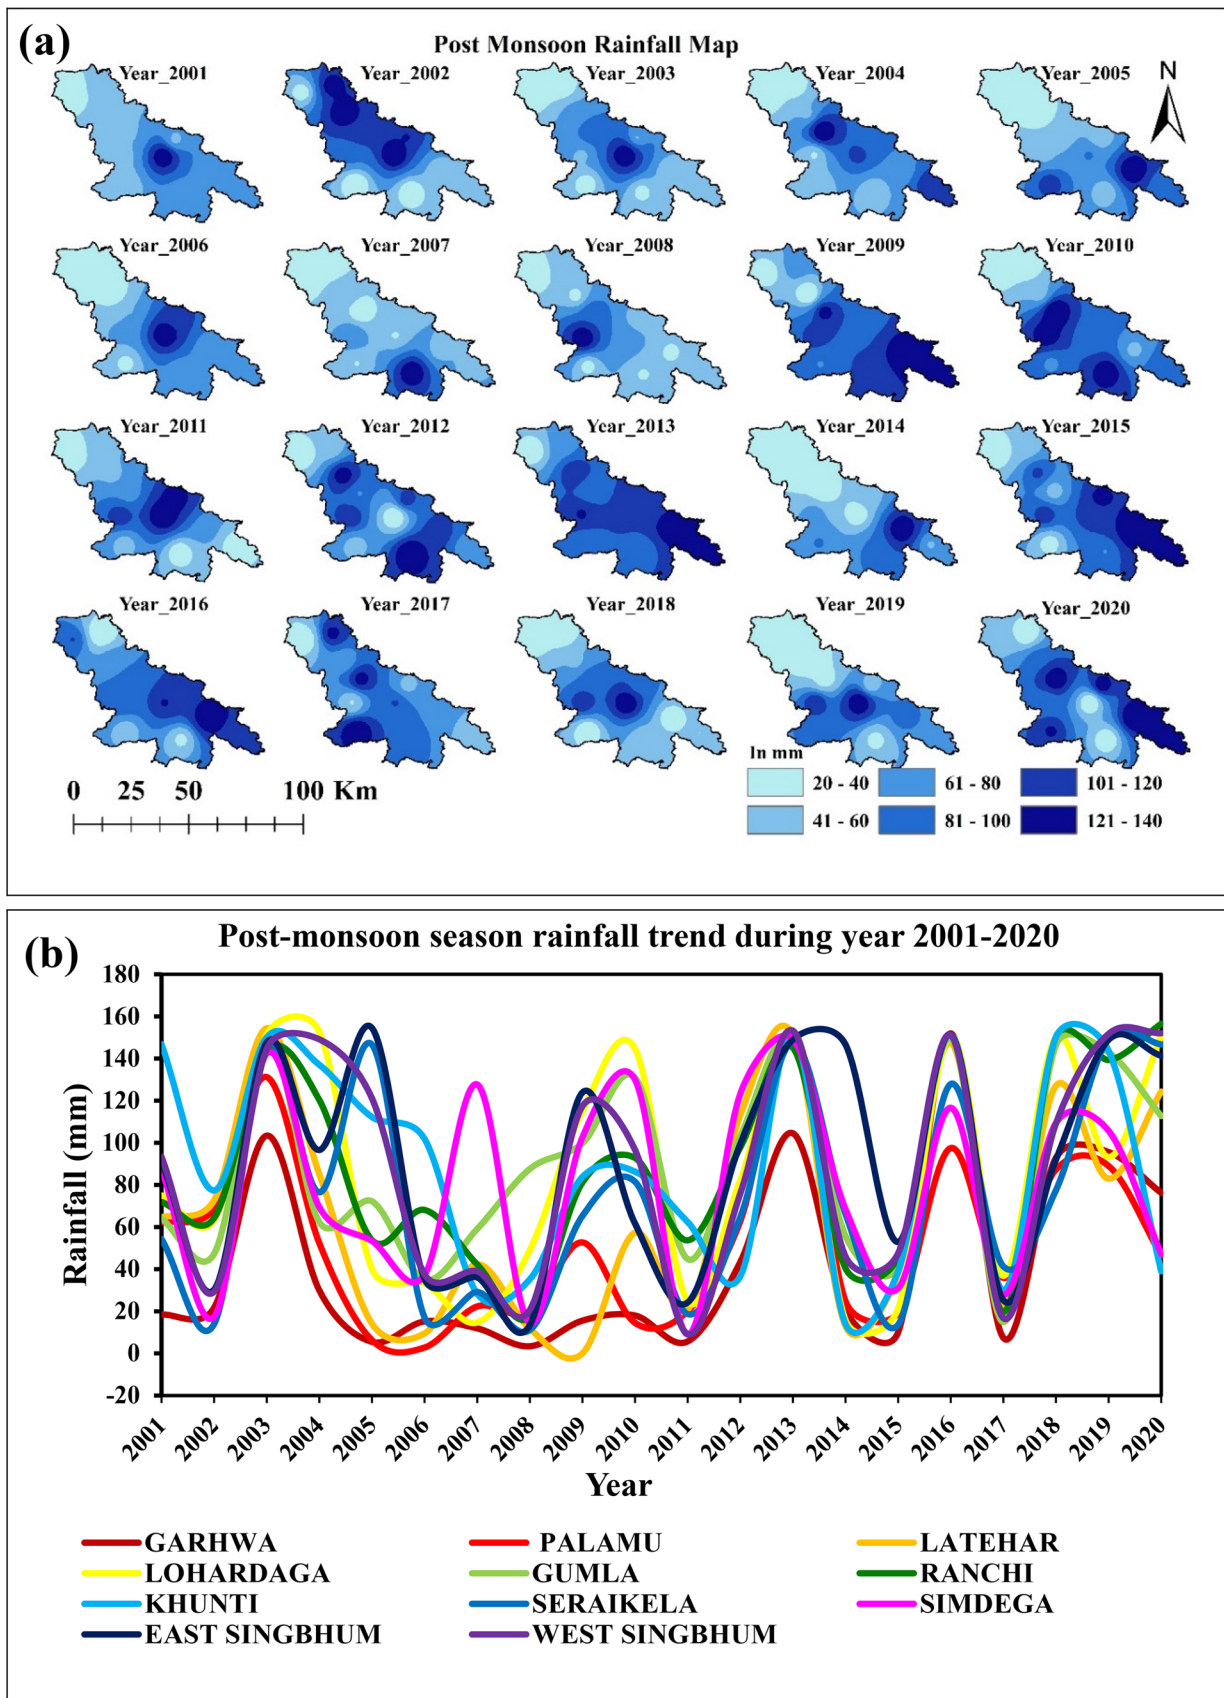 (a)
Post Monsoon Rainfall Map
Year_2001 Year_2002 Year_2003 Year_2004 Year_2005 N
Year_2006 Year_2007 Year_2008 Year_2009 Year_2010
Year_2011 Year_2012 Year_2013 Year_2014 Year_2015
Year_2016 Year_2017 Year_2018 Year_2019 Year_2020
In mm
0 25 50 100 Km
20 - 40 61 - 80 101 - 120
41 - 60 81 - 100 121 - 140
(b)
Post-monsoon season rainfall trend during year 2001-2020
Rainfall (mm)
180
160
140
120
100
80
60
40
20
0
-20
2001 2002 2003 2004 2005 2006 2007 2008 2009 2010 2011 2012 2013 2014 2015 2016 2017 2018 2019 2020
Year
GARHWA PALAMU LATEHAR
LOHARDAGA GUMLA RANCHI
KHUNTI SERAIKELA SIMDEGA
EAST SINGBHUM WEST SINGBHUM